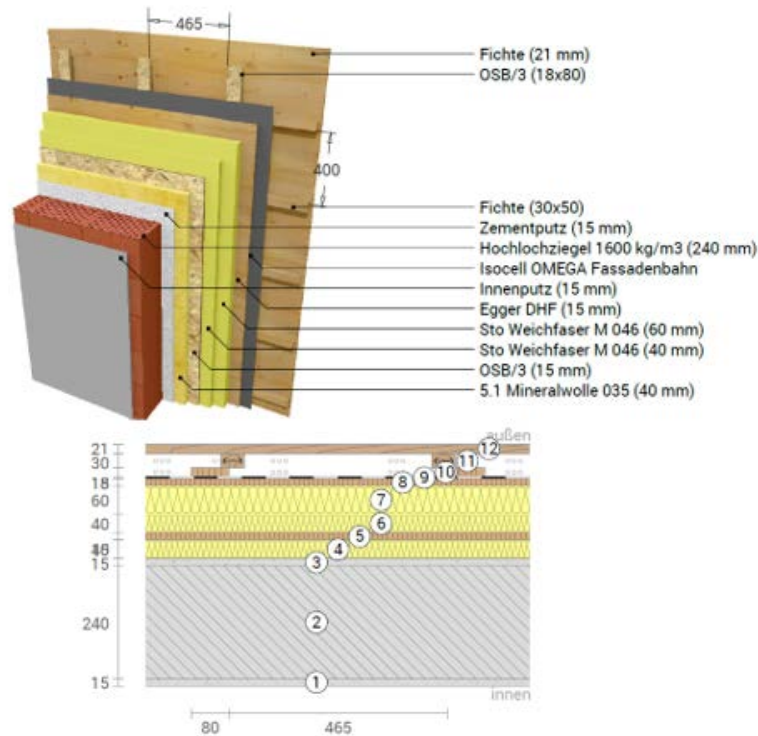 465
Fichte (21 mm)
OSB/3 (18x80)
400
Fichte (30x50)
Zementputz (15 mm)
Hochlochziegel 1600 kg/m3 (240 mm)
Isocell OMEGA Fassadenbahn
Innenputz (15 mm)
Egger DHF (15 mm)
Sto Weichfaser M 046 (60 mm)
Sto Weichfaser M 046 (40 mm)
OSB/3 (15 mm)
5.1 Mineralwolle 035 (40 mm)
außen
21
12
30
11
10
9
8
60
7
40
6
5
4
15
3
240
2
15
1
innen
80
465